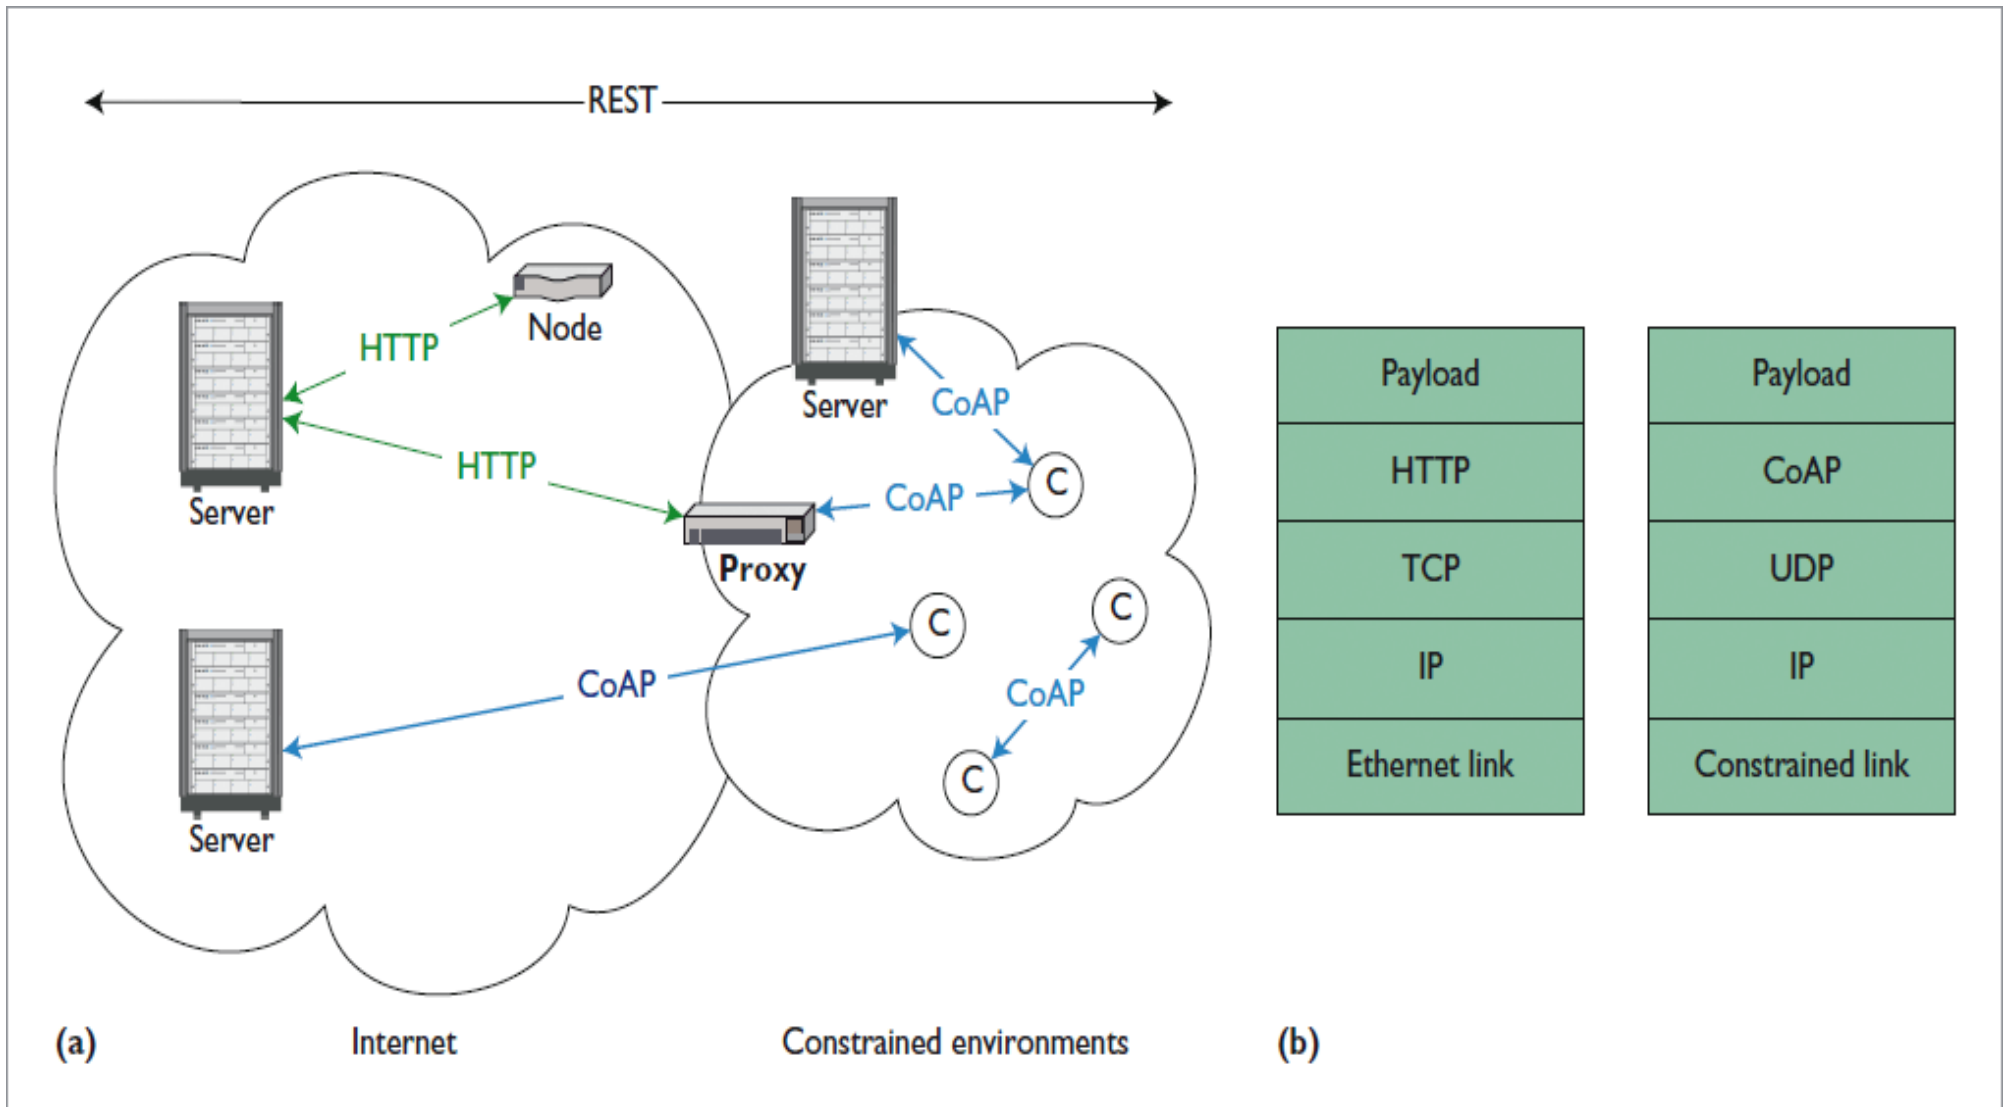 REST
Node
HTTP
HTTP
Server
Server
CoAP
CoAP
C
Proxy
C
C
CoAP
CoAP
C
Server
(a)
Internet
Constrained environments
Payload
HTTP
TCP
IP
Ethernet link
Payload
CoAP
UDP
IP
Constrained link
(b)